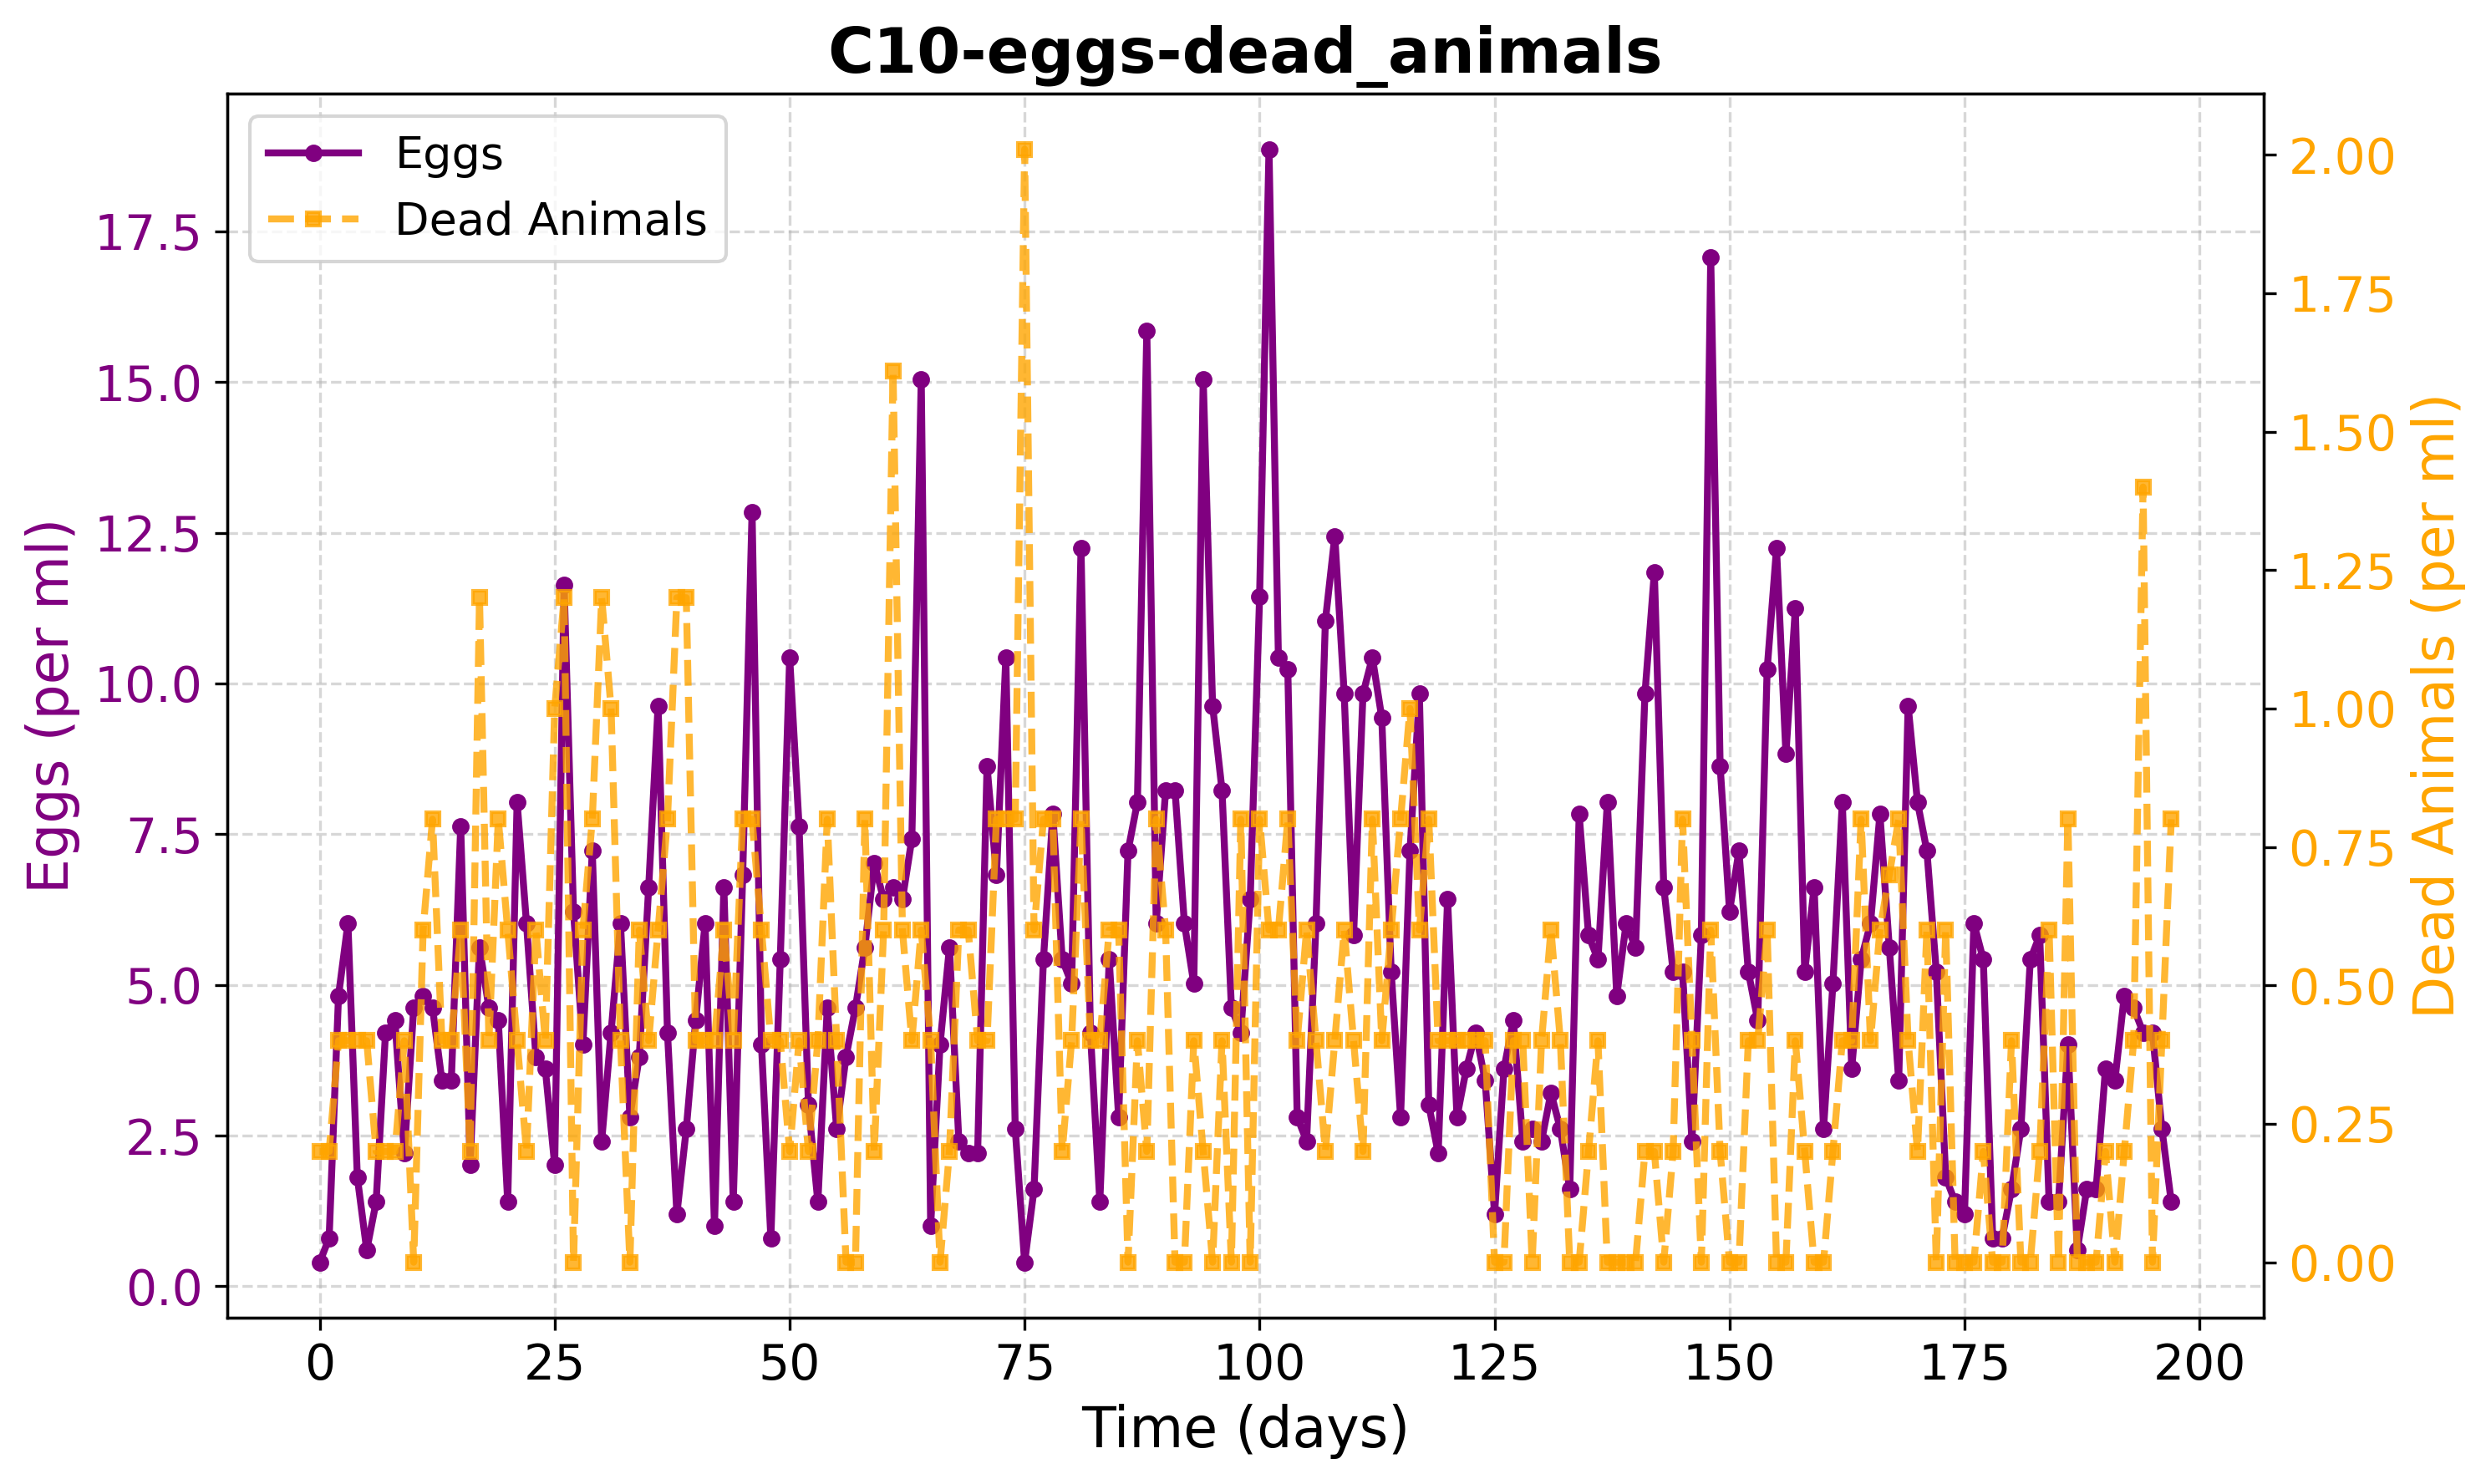 C10-eggs-dead_animals
Eggs
Dead Animals
Eggs (per ml)
17.5
15.0
12.5
10.0
7.5
5.0
2.5
0.0
2.00
1.75
1.50
1.25
1.00
0.75
0.50
0.25
0.00
Dead Animals (per ml)
0 25 50 75 100 125 150 175 200
Time (days)